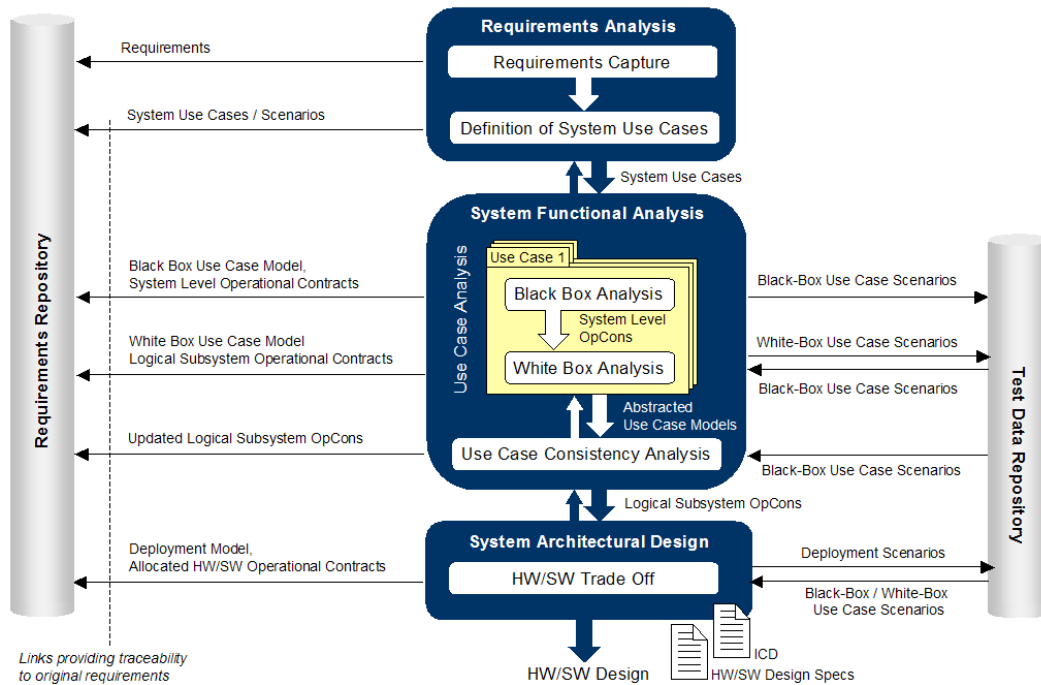 Requirements Analysis
Requirements
Requirements Capture
System Use Cases / Scenarios
Definition of System Use Cases
System Use Cases
System Functional Analysis
Requirements Repository
Use Case Analysis
Use Case 1
Black Box Use Case Model,
System Level Operational Contracts
Black Box Analysis
Black-Box Use Case Scenarios
System Level
OpCons
White Box Use Case Model
Logical Subsystem Operational Contracts
White Box Analysis
White-Box Use Case Scenarios
Black-Box Use Case Scenarios
Test Data Repository
Abstracted
Use Case Models
Updated Logical Subsystem OpCons
Use Case Consistency Analysis
Black-Box Use Case Scenarios
Logical Subsystem OpCons
System Architectural Design
Deployment Model,
Allocated HW/SW Operational Contracts
HW/SW Trade Off
Deployment Scenarios
Black-Box / White-Box
Use Case Scenarios
Links providing traceability
to original requirements
HW/SW Design
ICD
HW/SW Design Specs